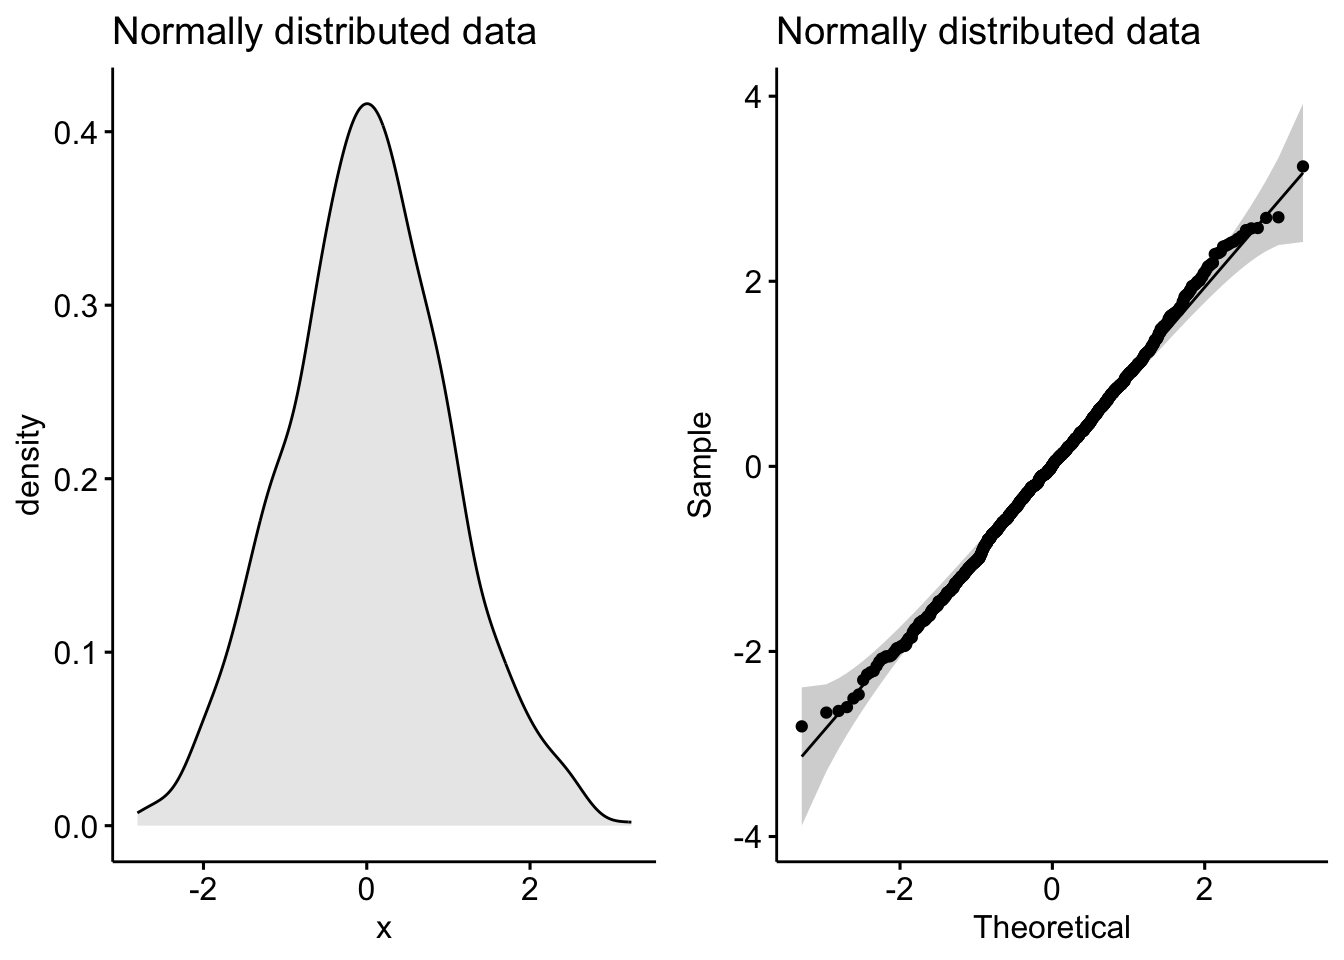 Normally distributed data
0.4
0.3
0.2
0.1
0.0
density
-2 0 2
x
Normally distributed data
4
2
0
-2
-4
Sample
-2 0 2
Theoretical